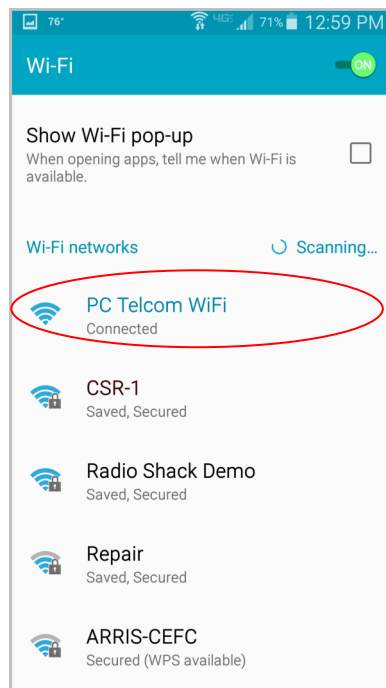 76° 4GE 71% 12:59 PM
Wi-Fi ON
Show Wi-Fi pop-up
When opening apps, tell me when Wi-Fi is
available.
Wi-Fi networks Scanning...
PC Telcom WiFi
Connected
CSR-1
Saved, Secured
Radio Shack Demo
Saved, Secured
Repair
Saved, Secured
ARRIS-CEFC
Secured (WPS available)